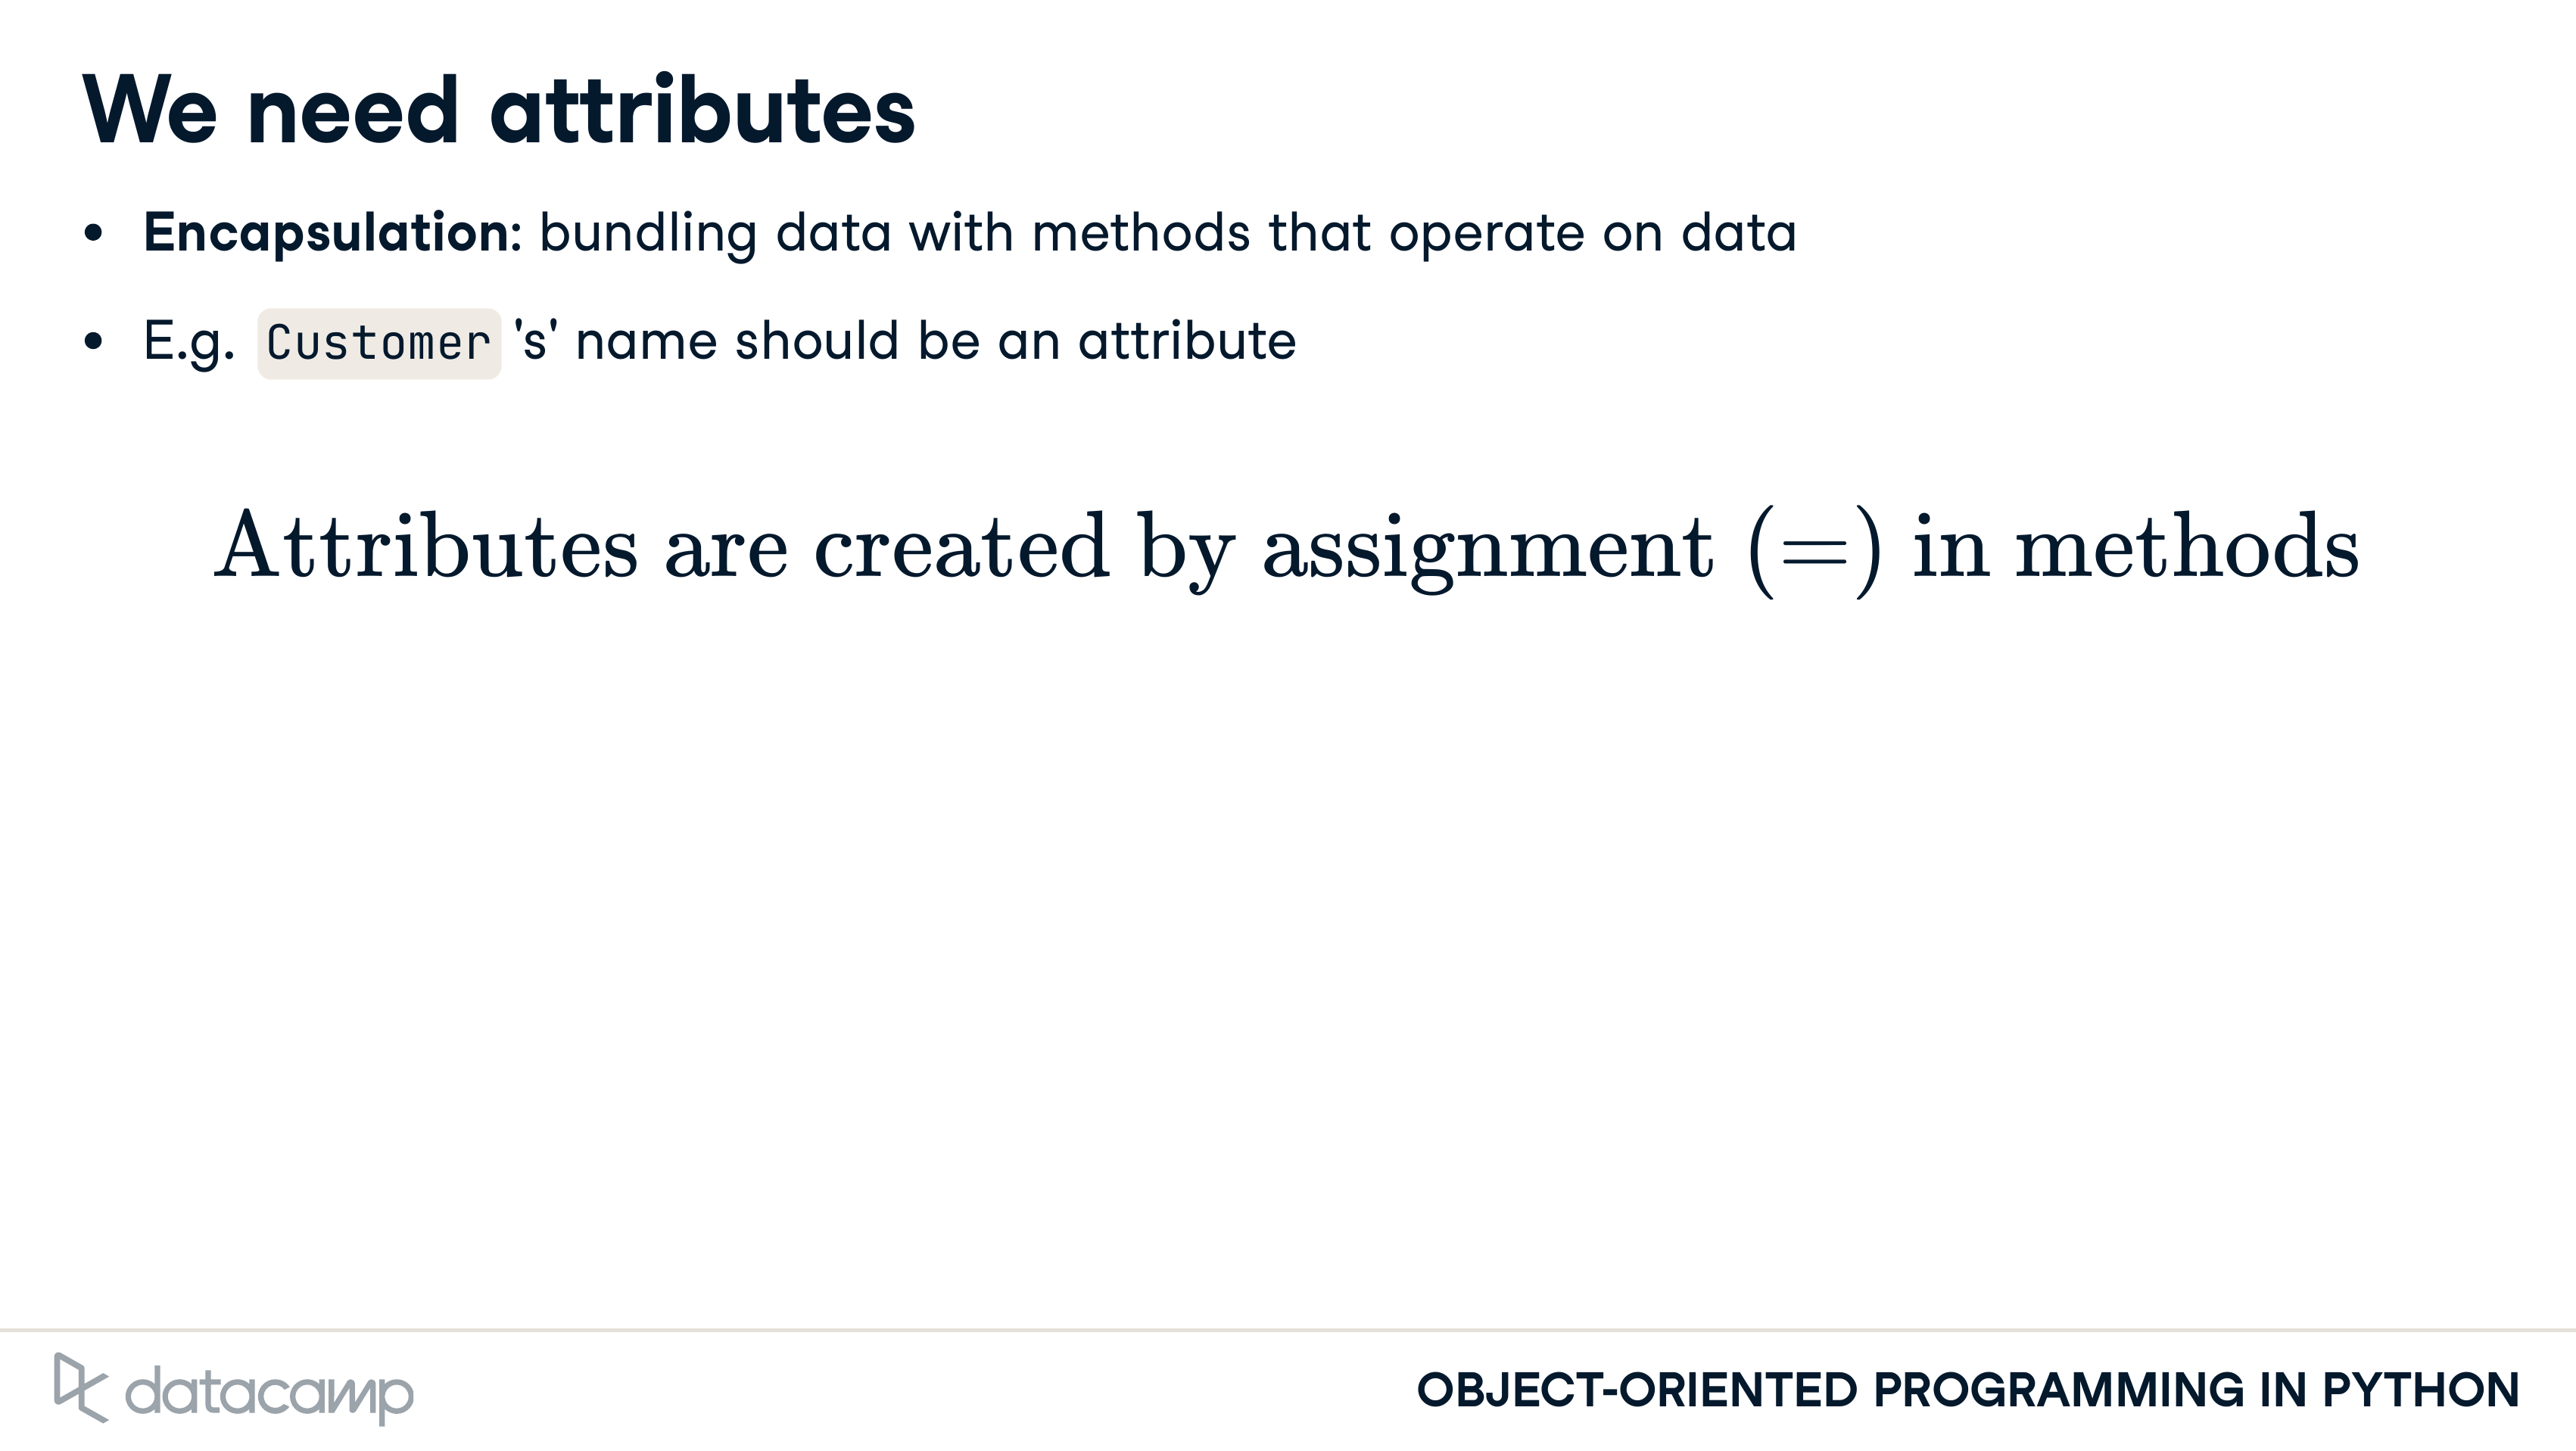 We need attributes
• Encapsulation: bundling data with methods that operate on data
• E.g. Customer 's' name should be an attribute
Attributes are created by assignment (=) in methods
datacamp
OBJECT-ORIENTED PROGRAMMING IN PYTHON